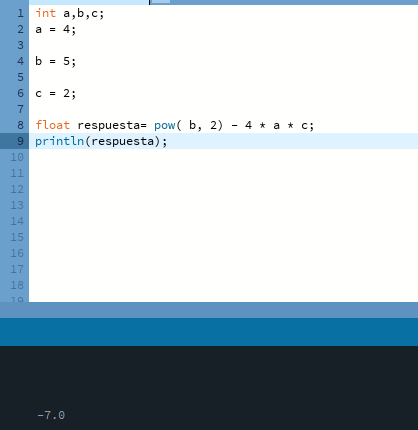 1 int a,b,c;
2 a = 4;
3
4 b = 5;
5
6 c = 2;
7
8 float respuesta= pow( b, 2) - 4 * a * c;
9 println(respuesta);
10
11
12
13
14
15
16
17
18
19
-7.0